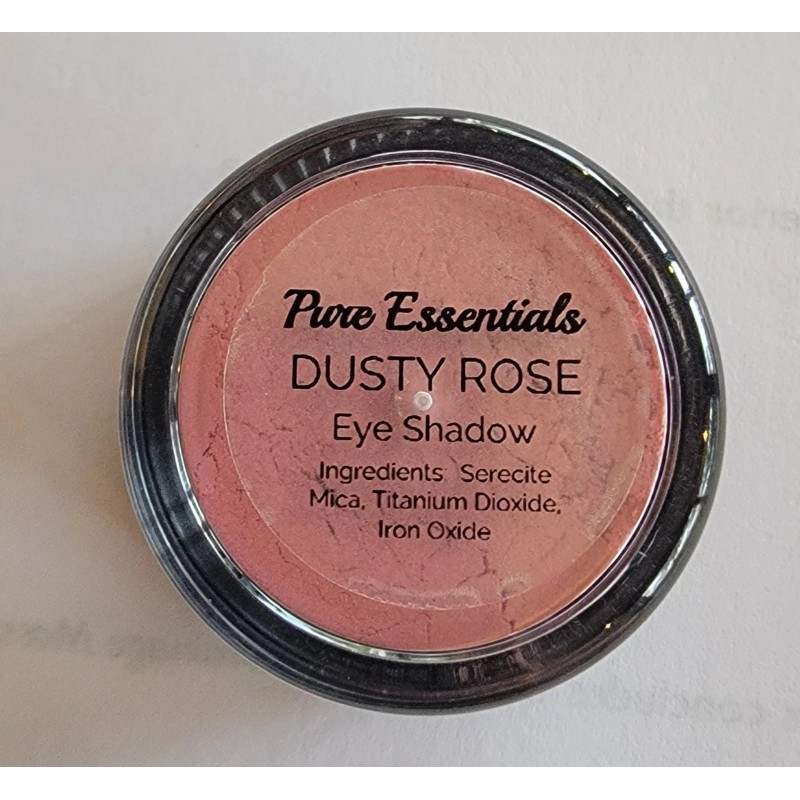 Pure Essentials
DUSTY ROSE
Eye Shadow
Ingredients: Serecite
Mica, Titanium Dioxide,
Iron Oxide